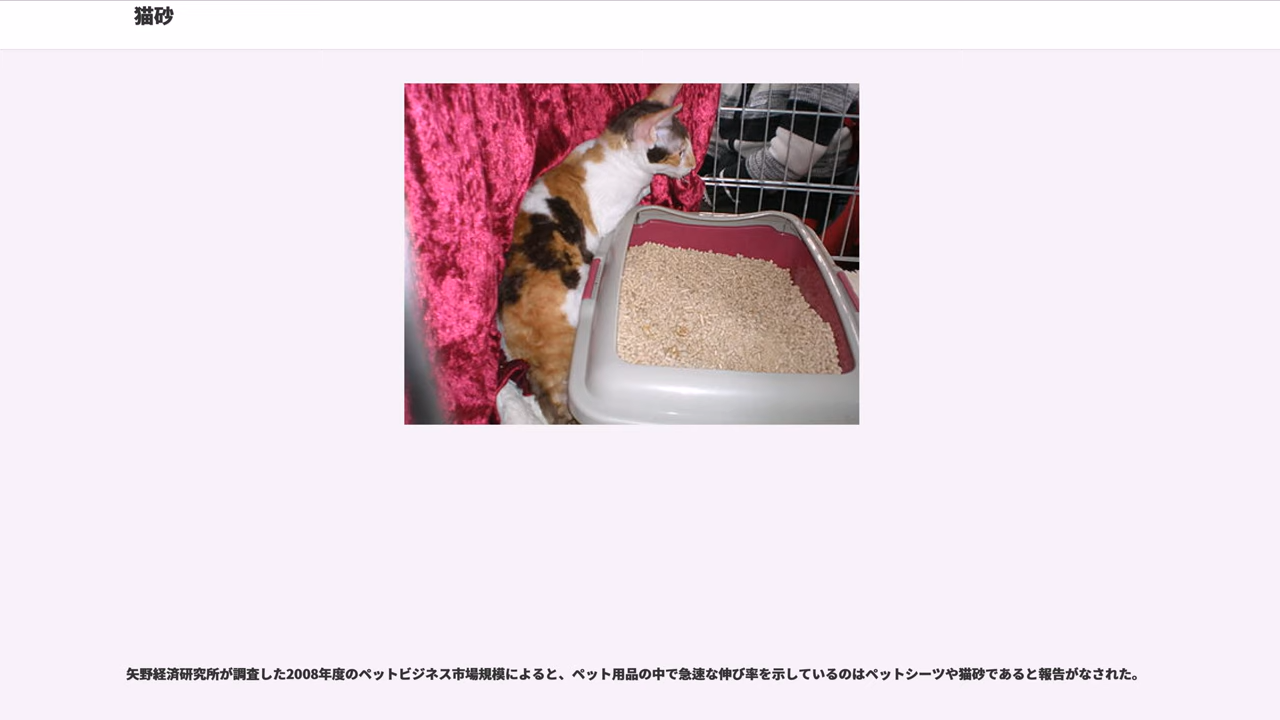 猫砂
矢野経済研究所が調査した2008年度のペットビジネス市場規模によると、ペット用品の中で急速な伸び率を示しているのはペットシーツや猫砂であると報告がなされた。